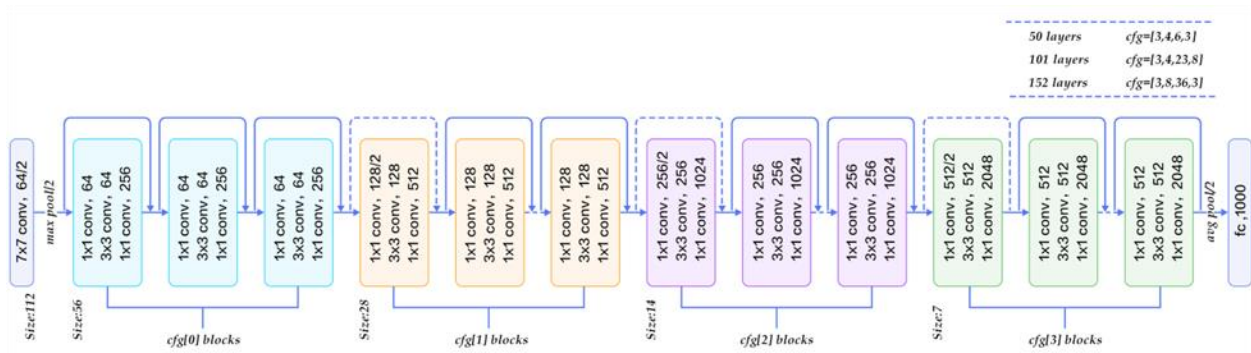 50 layers cfg=[3,4,6,3]
101 layers cfg=[3,4,23,8]
152 layers cfg=[3,8,36,3]
7x7 conv, 64/2
max pool/2
1x1 conv, 64
3x3 conv, 64
1x1 conv, 256
1x1 conv, 64
3x3 conv, 64
1x1 conv, 256
1x1 conv, 64
3x3 conv, 64
1x1 conv, 256
1x1 conv, 128/2
3x3 conv, 128
1x1 conv, 512
1x1 conv, 128
3x3 conv, 128
1x1 conv, 512
1x1 conv, 128
3x3 conv, 128
1x1 conv, 512
1x1 conv, 256/2
3x3 conv, 256
1x1 conv, 1024
1x1 conv, 256
3x3 conv, 256
1x1 conv, 1024
1x1 conv, 256
3x3 conv, 256
1x1 conv, 1024
1x1 conv, 512/2
3x3 conv, 512
1x1 conv, 2048
1x1 conv, 512
3x3 conv, 512
1x1 conv, 2048
1x1 conv, 512
3x3 conv, 512
1x1 conv, 2048
avg pool/2
fc ,1000
Size:112
Size:56
cfg[0] blocks
Size:28
cfg[1] blocks
Size:14
cfg[2] blocks
Size:7
cfg[3] blocks